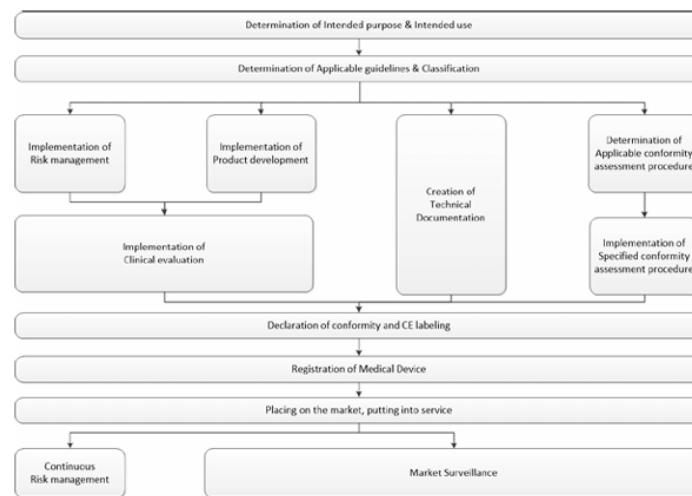 Determination of Intended purpose & Intended use
Determination of Applicable guidelines & Classification
Implementation of
Risk management
Implementation of
Product development
Creation of
Technical
Documentation
Determination of
Applicable conformity
assessment procedure
Implementation of
Clinical evaluation
Implementation of
Specified conformity
assessment procedure
Declaration of conformity and CE labeling
Registration of Medical Device
Placing on the market, putting into service
Continuous
Risk management
Market Surveillance